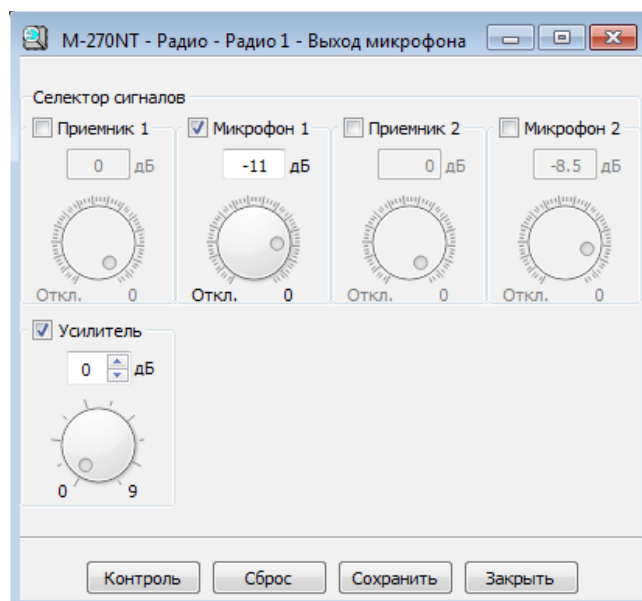 M-270NT - Радио - Радио 1 - Выход микрофона
Селектор сигналов
Приемник 1 Микрофон 1 Приемник 2 Микрофон 2
0 дБ -11 дБ 0 дБ -8.5 дБ
Откл. 0 Откл. 0 Откл. 0 Откл. 0
Усилитель
0 дБ
0 9
Контроль Сброс Сохранить Закрыть